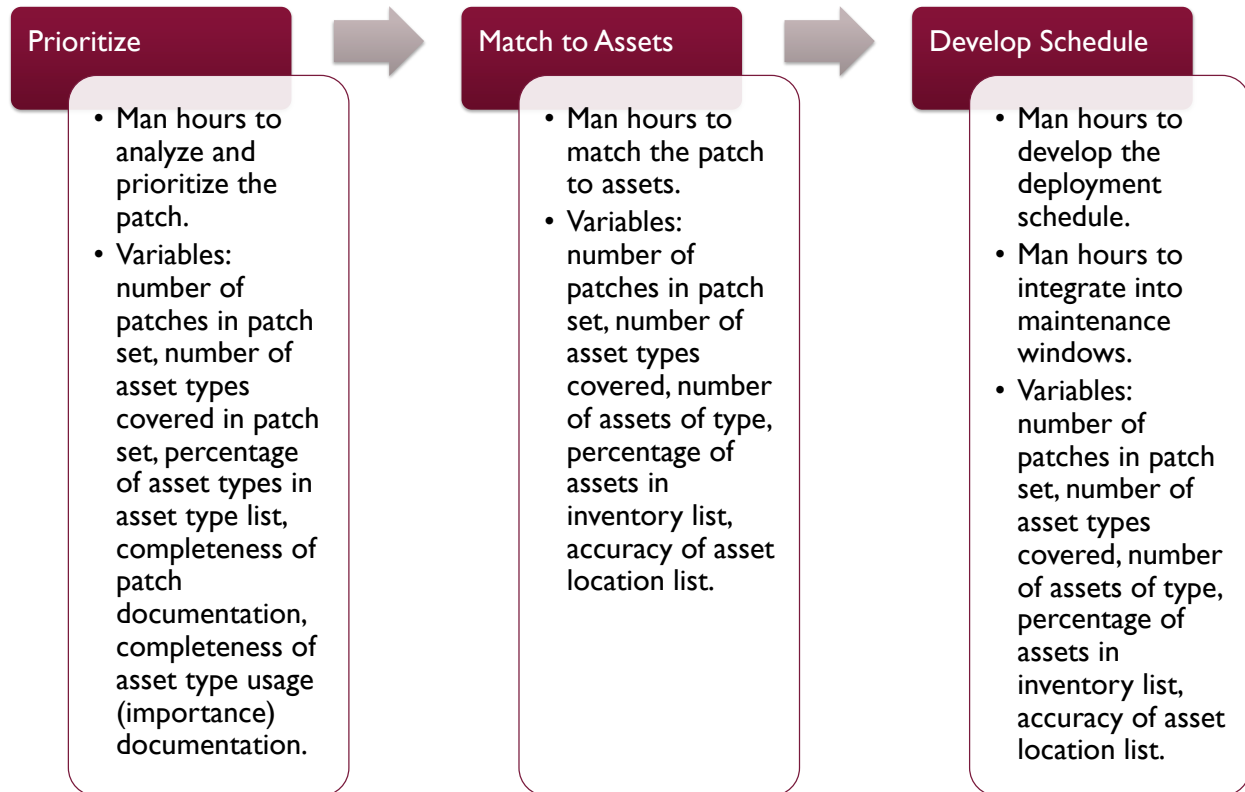 Prioritize
• Man hours to
analyze and
prioritize the
patch.
• Variables:
number of
patches in patch
set, number of
asset types
covered in patch
set, percentage
of asset types in
asset type list,
completeness of
patch
documentation,
completeness of
asset type usage
(importance)
documentation.
Match to Assets
• Man hours to
match the patch
to assets.
• Variables:
number of
patches in patch
set, number of
asset types
covered, number
of assets of type,
percentage of
assets in
inventory list,
accuracy of asset
location list.
Develop Schedule
• Man hours to
develop the
deployment
schedule.
• Man hours to
integrate into
maintenance
windows.
• Variables:
number of
patches in patch
set, number of
asset types
covered, number
of assets of type,
percentage of
assets in
inventory list,
accuracy of asset
location list.